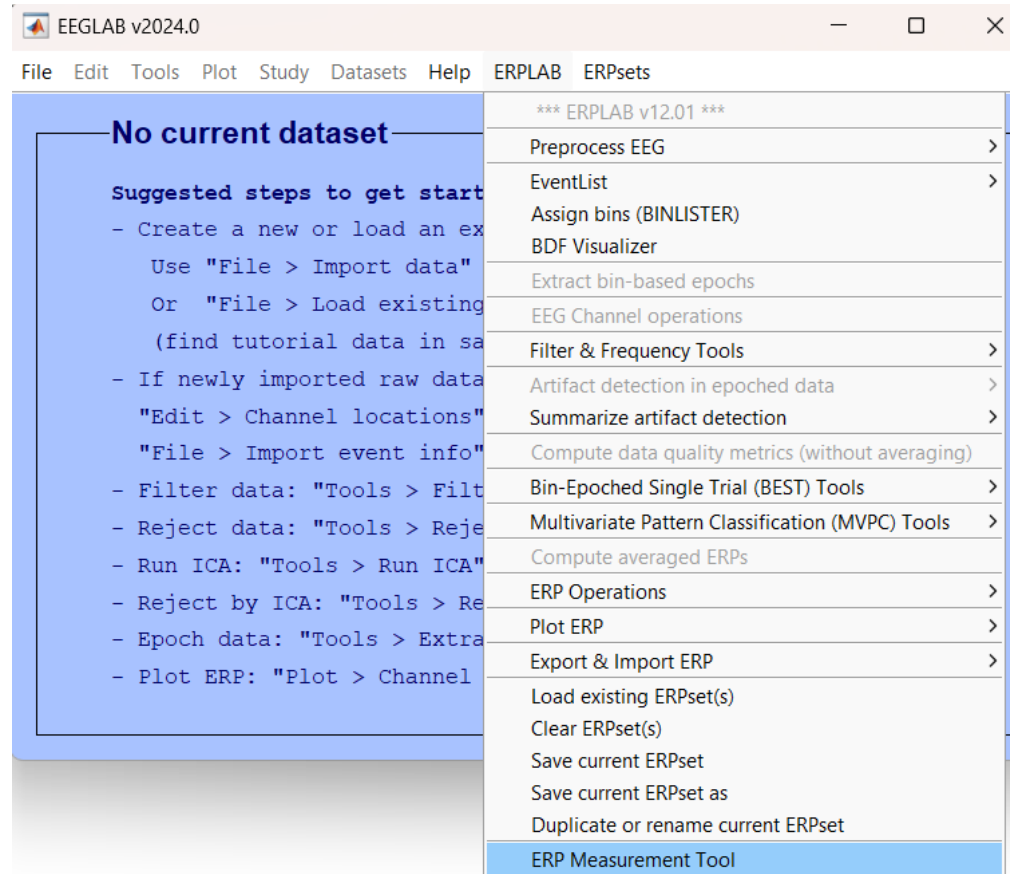 EEGLAB v2024.0
File Edit Tools Plot Study Datasets Help ERPLAB ERPsets
No current dataset
Suggested steps to get start
- Create a new or load an ex
Use "File > Import data"
Or "File > Load existing
(find tutorial data in sa
- If newly imported raw data
"Edit > Channel locations"
"File > Import event info"
- Filter data: "Tools > Filt
- Reject data: "Tools > Reje
- Run ICA: "Tools > Run ICA"
- Reject by ICA: "Tools > Re
- Epoch data: "Tools > Extra
- Plot ERP: "Plot > Channel
*** ERPLAB v12.01 ***
Preprocess EEG
EventList
Assign bins (BINLISTER)
BDF Visualizer
Extract bin-based epochs
EEG Channel operations
Filter & Frequency Tools
Artifact detection in epoched data
Summarize artifact detection
Compute data quality metrics (without averaging)
Bin-Epoched Single Trial (BEST) Tools
Multivariate Pattern Classification (MVPC) Tools
Compute averaged ERPs
ERP Operations
Plot ERP
Export & Import ERP
Load existing ERPset(s)
Clear ERPset(s)
Save current ERPset
Save current ERPset as
Duplicate or rename current ERPset
ERP Measurement Tool